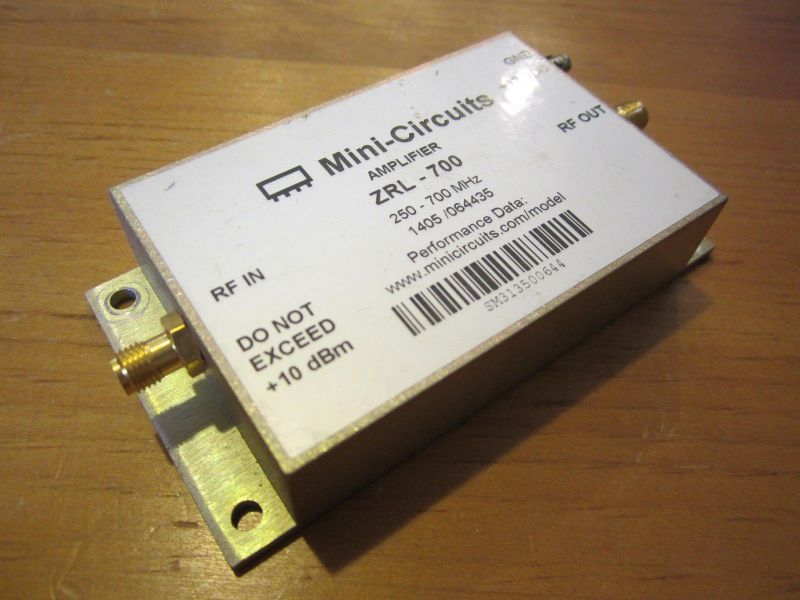 GND
RF OUT
Mini-Circuits
AMPLIFIER
ZRL - 700
250 - 700 MHz
1405 /064435
Performance Data:
www.minicircuits.com/model
SM313500644
RF IN
DO NOT
EXCEED
+10 dBm